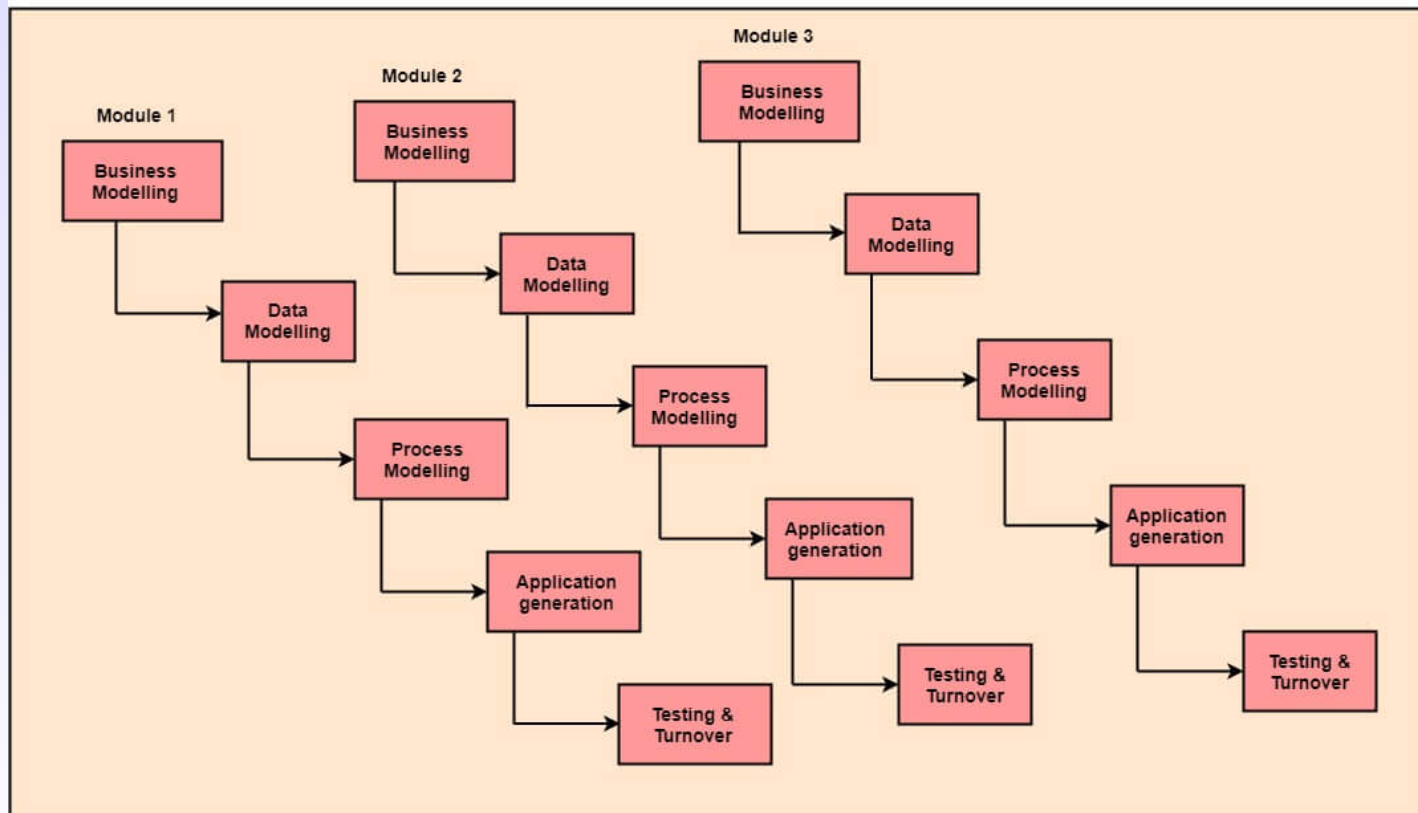 Module 1
Business
Modelling
Data
Modelling
Process
Modelling
Application
generation
Testing &
Turnover
Module 2
Business
Modelling
Data
Modelling
Process
Modelling
Application
generation
Testing &
Turnover
Module 3
Business
Modelling
Data
Modelling
Process
Modelling
Application
generation
Testing &
Turnover